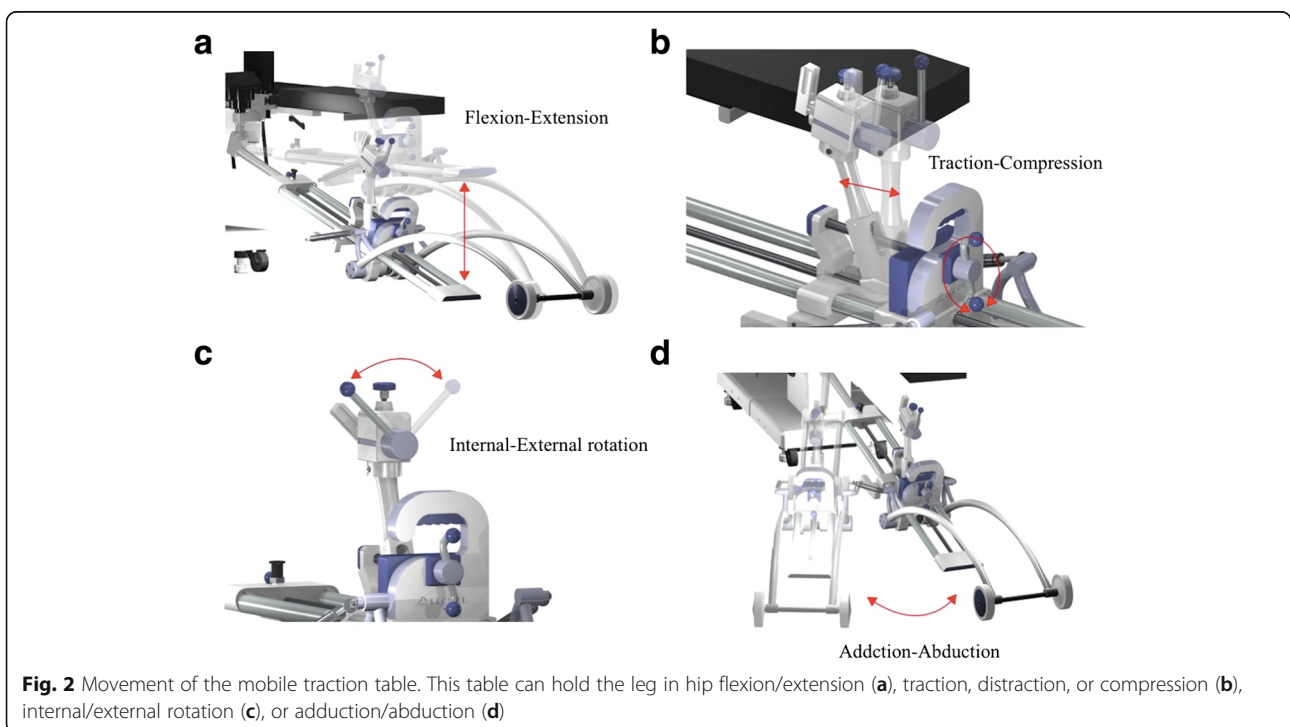 a
Flexion-Extension
b
Traction-Compression
c
Internal-External rotation
d
Addction-Abduction
Fig. 2 Movement of the mobile traction table. This table can hold the leg in hip flexion/extension (a), traction, distraction, or compression (b),
internal/external rotation (c), or adduction/abduction (d)